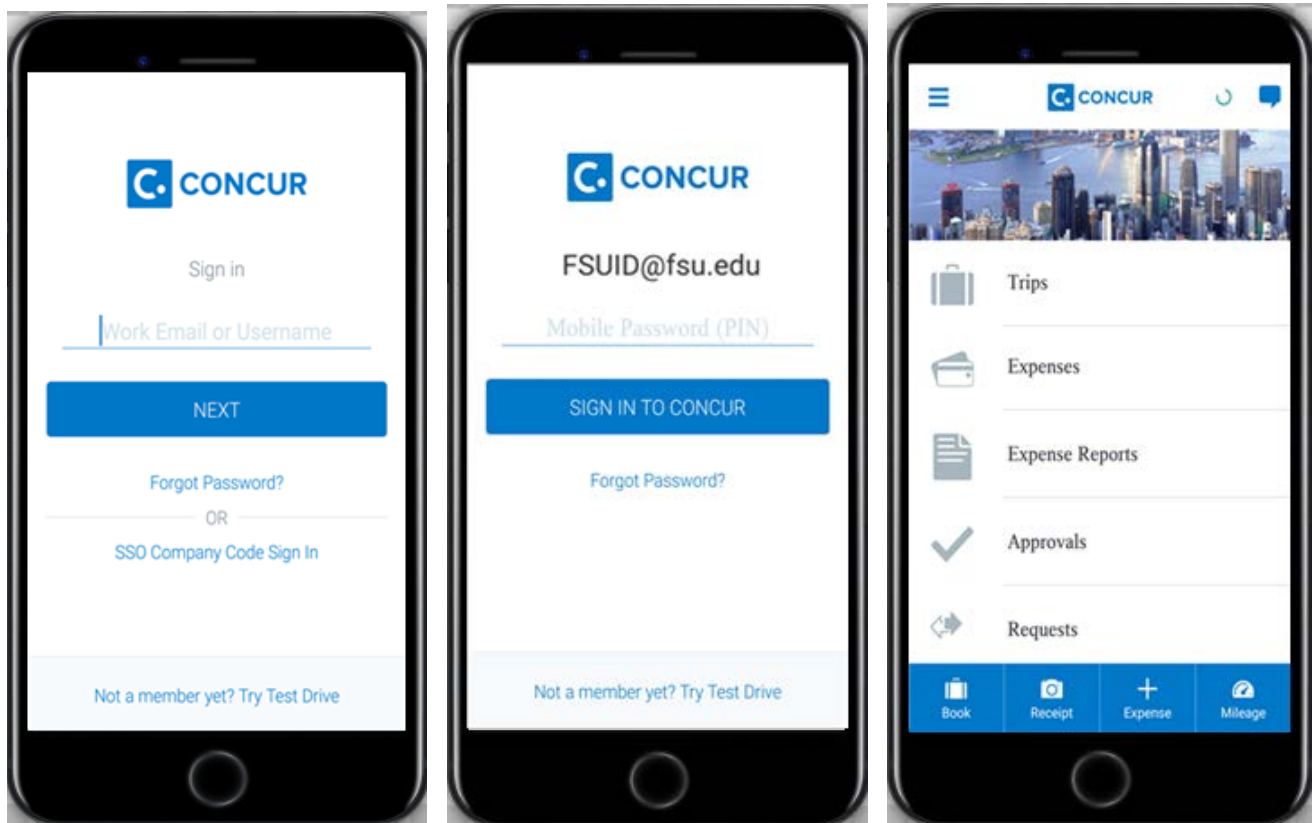 C. CONCUR
Sign in
Work Email or Username
NEXT
Forgot Password?
OR
SSO Company Code Sign In
Not a member yet? Try Test Drive
C. CONCUR
FSUID@fsu.edu
Mobile Password (PIN)
SIGN IN TO CONCUR
Forgot Password?
Not a member yet? Try Test Drive
C. CONCUR
Trips
Expenses
Expense Reports
Approvals
Requests
Book Receipt Expense Mileage